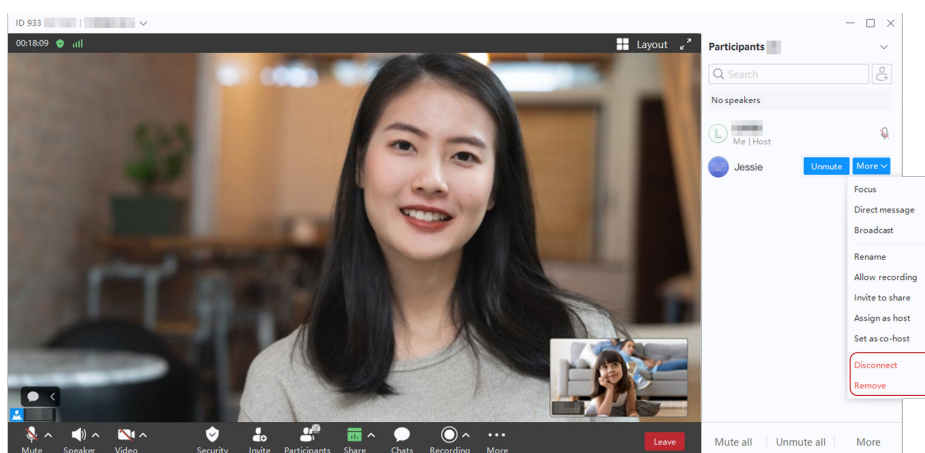 ID 933
00:18:09
Layout
Participants
Search
No speakers
L
Me | Host
Jessie Unmute More
Focus
Direct message
Broadcast
Rename
Allow recording
Invite to share
Assign as host
Set as co-host
Disconnect
Remove
Mute Speaker Video Security Invite Participants Share Chats Recording More
Leave
Mute all Unmute all More